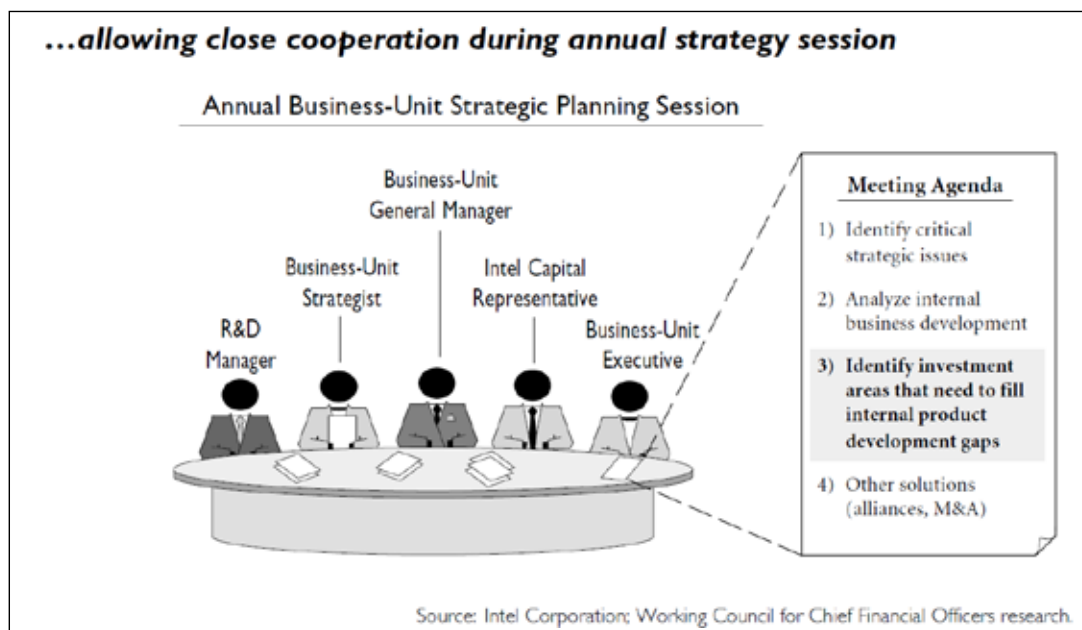 ...allowing close cooperation during annual strategy session
Annual Business-Unit Strategic Planning Session
Business-Unit
General Manager
Business-Unit
Strategist
Intel Capital
Representative
R&D
Manager
Business-Unit
Executive
Meeting Agenda
1) Identify critical
strategic issues
2) Analyze internal
business development
3) Identify investment
areas that need to fill
internal product
development gaps
4) Other solutions
(alliances, M&A)
Source: Intel Corporation; Working Council for Chief Financial Officers research.